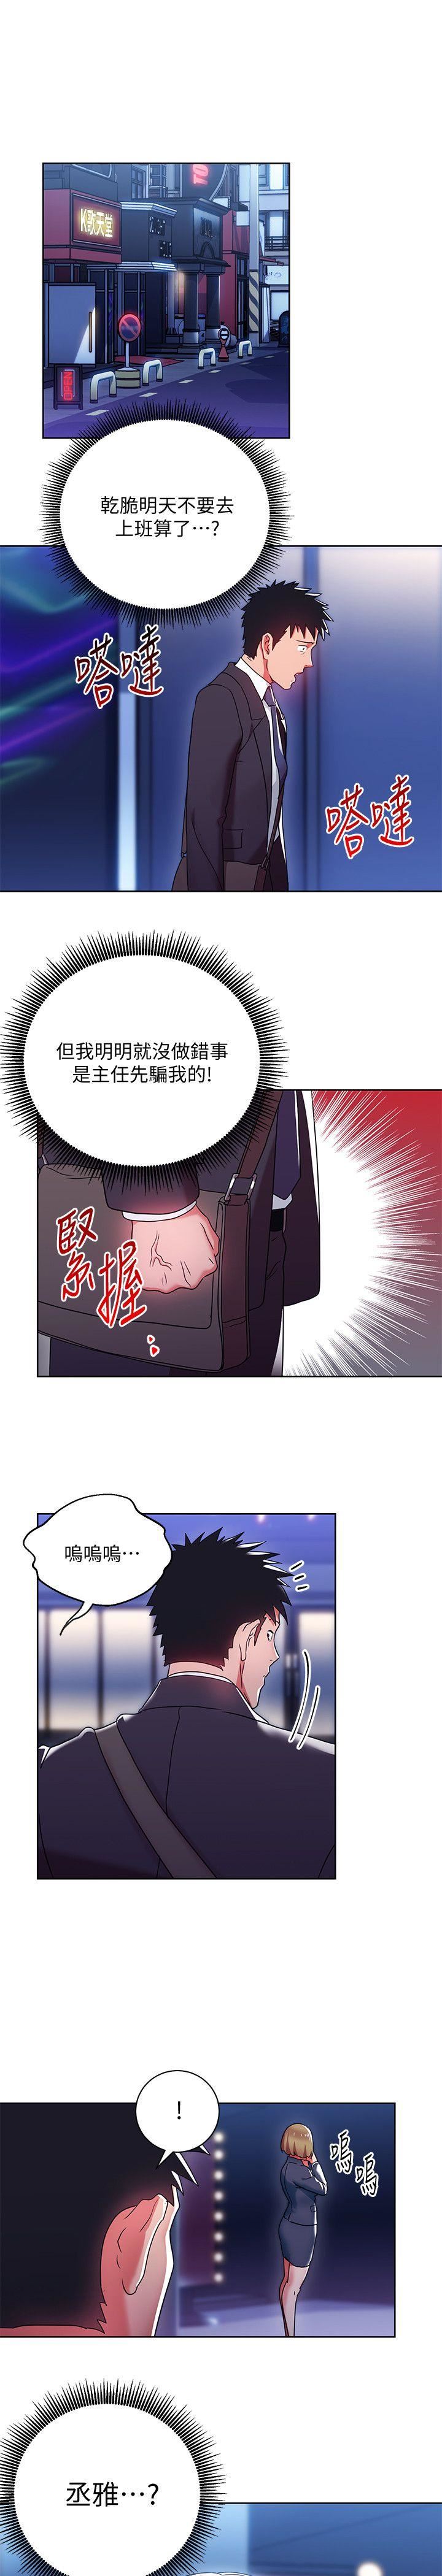 K歌天堂
OPEN
乾脆明天不要去
上班算了…?
嗒噠
嗒噠
但我明明就沒做錯事
是主任先騙我的!
緊握
嗚嗚嗚…
!
嗚嗚
丞雅…?